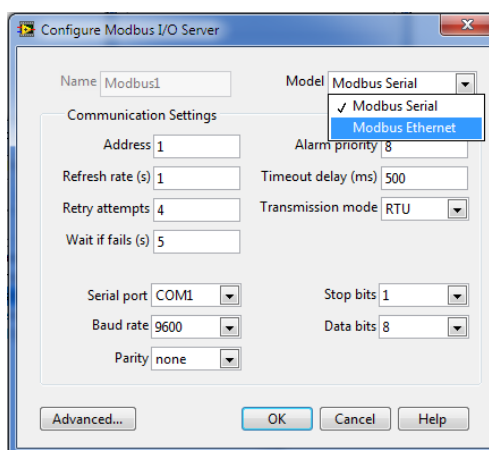 Configure Modbus I/O Server
Name Modbus1 Model Modbus Serial
Modbus Serial
Communication Settings
Modbus Ethernet
Address 1 Alarm priority 8
Refresh rate (s) 1 Timeout delay (ms) 500
Retry attempts 4 Transmission mode RTU
Wait if fails (s) 5
Serial port COM1 Stop bits 1
Baud rate 9600 Data bits 8
Parity none
Advanced... OK Cancel Help